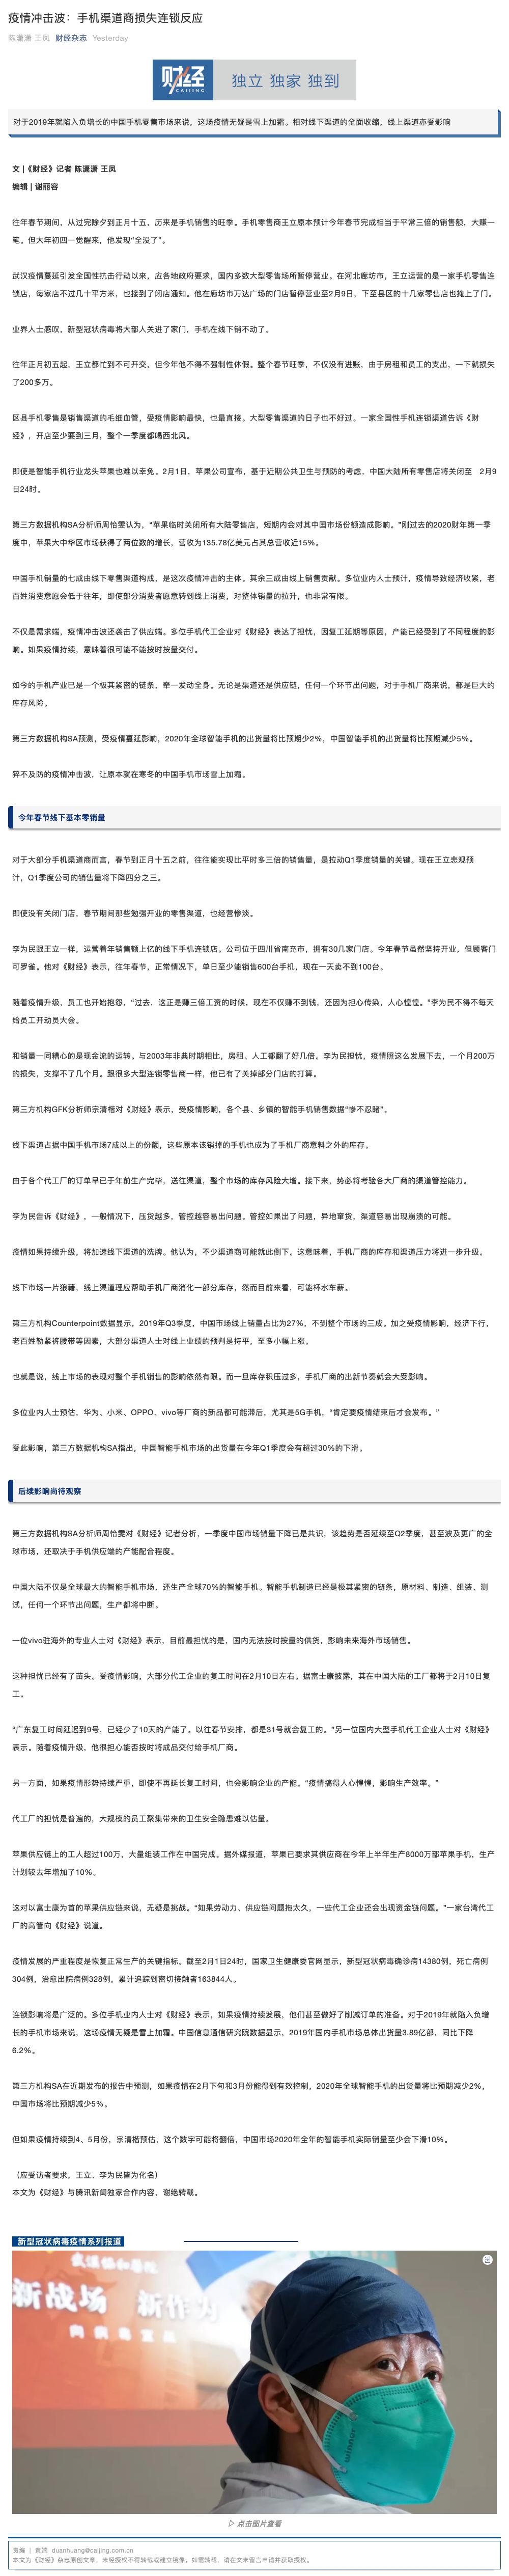 疫情冲击波：手机渠道商损失连锁反应
陈潇潇 王凤 财经杂志 Yesterday
财经
CAIJING
独立 独家 独到
对于2019年就陷入负增长的中国手机零售市场来说，这场疫情无疑是雪上加霜。相对线下渠道的全面收缩，线上渠道亦受影响
文 |《财经》记者 陈潇潇 王凤
编辑 | 谢丽容
往年春节期间，从过完除夕到正月十五，历来是手机销售的旺季。手机零售商王立原本预计今年春节完成相当于平常三倍的销售额，大赚一
笔。但大年初四一觉醒来，他发现“全没了”。
武汉疫情蔓延引发全国性抗击行动以来，应各地政府要求，国内多数大型零售场所暂停营业。在河北廊坊市，王立运营的是一家手机零售连
锁店，每家店不过几十平方米，也接到了闭店通知。他在廊坊市万达广场的门店暂停营业至2月9日，下至县区的十几家零售店也掩上了门。
业界人士感叹，新型冠状病毒将大部人关进了家门，手机在线下销不动了。
往年正月初五起，王立都忙到不可开交，但今年他不得不强制性休假。整个春节旺季，不仅没有进账，由于房租和员工的支出，一下就损失
了200多万。
区县手机零售是销售渠道的毛细血管，受疫情影响最快，也最直接。大型零售渠道的日子也不好过。一家全国性手机连锁渠道告诉《财
经》，开店至少要到三月，整个一季度都喝西北风。
即使是智能手机行业龙头苹果也难以幸免。2月1日，苹果公司宣布，基于近期公共卫生与预防的考虑，中国大陆所有零售店将关闭至 2月9
日24时。
第三方数据机构SA分析师周怡雯认为，“苹果临时关闭所有大陆零售店，短期内会对其中国市场份额造成影响。”刚过去的2020财年第一季
度中，苹果大中华区市场获得了两位数的增长，营收为135.78亿美元占其总营收近15%。
中国手机销量的七成由线下零售渠道构成，是这次疫情冲击的主体。其余三成由线上销售贡献。多位业内人士预计，疫情导致经济收紧，老
百姓消费意愿会低于往年，即使部分消费者愿意转到线上消费，对整体销量的拉升，也非常有限。
不仅是需求端，疫情冲击波还袭击了供应端。多位手机代工企业对《财经》表达了担忧，因复工延期等原因，产能已经受到了不同程度的影
响。如果疫情持续，意味着很可能不能按时按量交付。
如今的手机产业已是一个极其紧密的链条，牵一发动全身。无论是渠道还是供应链，任何一个环节出问题，对于手机厂商来说，都是巨大的
库存风险。
第三方数据机构SA预测，受疫情蔓延影响，2020年全球智能手机的出货量将比预期少2%，中国智能手机的出货量将比预期减少5%。
猝不及防的疫情冲击波，让原本就在寒冬的中国手机市场雪上加霜。
今年春节线下基本零销量
对于大部分手机渠道商而言，春节到正月十五之前，往往能实现比平时多三倍的销售量，是拉动Q1季度销量的关键。现在王立悲观预
计，Q1季度公司的销售量将下降四分之三。
即使没有关闭门店，春节期间那些勉强开业的零售渠道，也经营惨淡。
李为民跟王立一样，运营着年销售额上亿的线下手机连锁店。公司位于四川省南充市，拥有30几家门店。今年春节虽然坚持开业，但顾客门
可罗雀。他对《财经》表示，往年春节，正常情况下，单日至少能销售600台手机，现在一天卖不到100台。
随着疫情升级，员工也开始抱怨，“过去，这正是赚三倍工资的时候，现在不仅赚不到钱，还因为担心传染，人心惶惶。”李为民不得不每天
给员工开动员大会。
和销量一同糟心的是现金流的运转。与2003年非典时期相比，房租、人工都翻了好几倍。李为民担忧，疫情照这么发展下去，一个月200万
的损失，支撑不了几个月。跟很多大型连锁零售商一样，他已有了关掉部分门店的打算。
第三方机构GFK分析师宗清楷对《财经》表示，受疫情影响，各个县、乡镇的智能手机销售数据“惨不忍睹”。
线下渠道占据中国手机市场7成以上的份额，这些原本该销掉的手机也成为了手机厂商意料之外的库存。
由于各个代工厂的订单早已于年前生产完毕，送往渠道，整个市场的库存风险大增。接下来，势必将考验各大厂商的渠道管控能力。
李为民告诉《财经》，一般情况下，压货越多，管控越容易出问题。管控如果出了问题，异地窜货，渠道容易出现崩溃的可能。
疫情如果持续升级，将加速线下渠道的洗牌。他认为，不少渠道商可能就此倒下。这意味着，手机厂商的库存和渠道压力将进一步升级。
线下市场一片狼藉，线上渠道理应帮助手机厂商消化一部分库存，然而目前来看，可能杯水车薪。
第三方机构Counterpoint数据显示，2019年Q3季度，中国市场线上销量占比为27%，不到整个市场的三成。加之受疫情影响，经济下行，
老百姓勒紧裤腰带等因素，大部分渠道人士对线上业绩的预判是持平，至多小幅上涨。
也就是说，线上市场的表现对整个手机销售的影响依然有限。而一旦库存积压过多，手机厂商的出新节奏就会大受影响。
多位业内人士预估，华为、小米、OPPO、vivo等厂商的新品都可能滞后，尤其是5G手机，“肯定要疫情结束后才会发布。”
受此影响，第三方数据机构SA指出，中国智能手机市场的出货量在今年Q1季度会有超过30%的下滑。
后续影响尚待观察
第三方数据机构SA分析师周怡雯对《财经》记者分析，一季度中国市场销量下降已是共识，该趋势是否延续至Q2季度，甚至波及更广的全
球市场，还取决于手机供应端的产能配合程度。
中国大陆不仅是全球最大的智能手机市场，还生产全球70%的智能手机。智能手机制造已经是极其紧密的链条，原材料、制造、组装、测
试，任何一个环节出问题，生产都将中断。
一位vivo驻海外的专业人士对《财经》表示，目前最担忧的是，国内无法按时按量的供货，影响未来海外市场销售。
这种担忧已经有了苗头。受疫情影响，大部分代工企业的复工时间在2月10日左右。据富士康披露，其在中国大陆的工厂都将于2月10日复
工。
“广东复工时间延迟到9号，已经少了10天的产能了。以往春节安排，都是31号就会复工的。”另一位国内大型手机代工企业人士对《财经》
表示。随着疫情升级，他很担心能否按时将成品交付给手机厂商。
另一方面，如果疫情形势持续严重，即使不再延长复工时间，也会影响企业的产能。“疫情搞得人心惶惶，影响生产效率。”
代工厂的担忧是普遍的，大规模的员工聚集带来的卫生安全隐患难以估量。
苹果供应链上的工人超过100万，大量组装工作在中国完成。据外媒报道，苹果已要求其供应商在今年上半年生产8000万部苹果手机，生产
计划较去年增加了10%。
这对以富士康为首的苹果供应链来说，无疑是挑战。“如果劳动力、供应链问题拖太久，一些代工企业还会出现资金链问题。”一家台湾代工
厂的高管向《财经》说道。
疫情发展的严重程度是恢复正常生产的关键指标。截至2月1日24时，国家卫生健康委官网显示，新型冠状病毒确诊病14380例，死亡病例
304例，治愈出院病例328例，累计追踪到密切接触者163844人。
连锁影响将是广泛的。多位手机业内人士对《财经》表示，如果疫情持续发展，他们甚至做好了削减订单的准备。对于2019年就陷入负增
长的手机市场来说，这场疫情无疑是雪上加霜。中国信息通信研究院数据显示，2019年国内手机市场总体出货量3.89亿部，同比下降
6.2%。
第三方机构SA在近期发布的报告中预测，如果疫情在2月下旬和3月份能得到有效控制，2020年全球智能手机的出货量将比预期减少2%，
中国市场将比预期减少5%。
但如果疫情持续到4、5月份，宗清楷预估，这个数字可能将翻倍，中国市场2020年全年的智能手机实际销量至少会下滑10%。
（应受访者要求，王立、李为民皆为化名）
本文为《财经》与腾讯新闻独家合作内容，谢绝转载。
新型冠状病毒疫情系列报道
新战场
新作为
▷ 点击图片查看
责编 | 黄端 duanhuang@caijing.com.cn
本文为《财经》杂志原创文章，未经授权不得转载或建立镜像。如需转载，请在文末留言申请并获取授权。